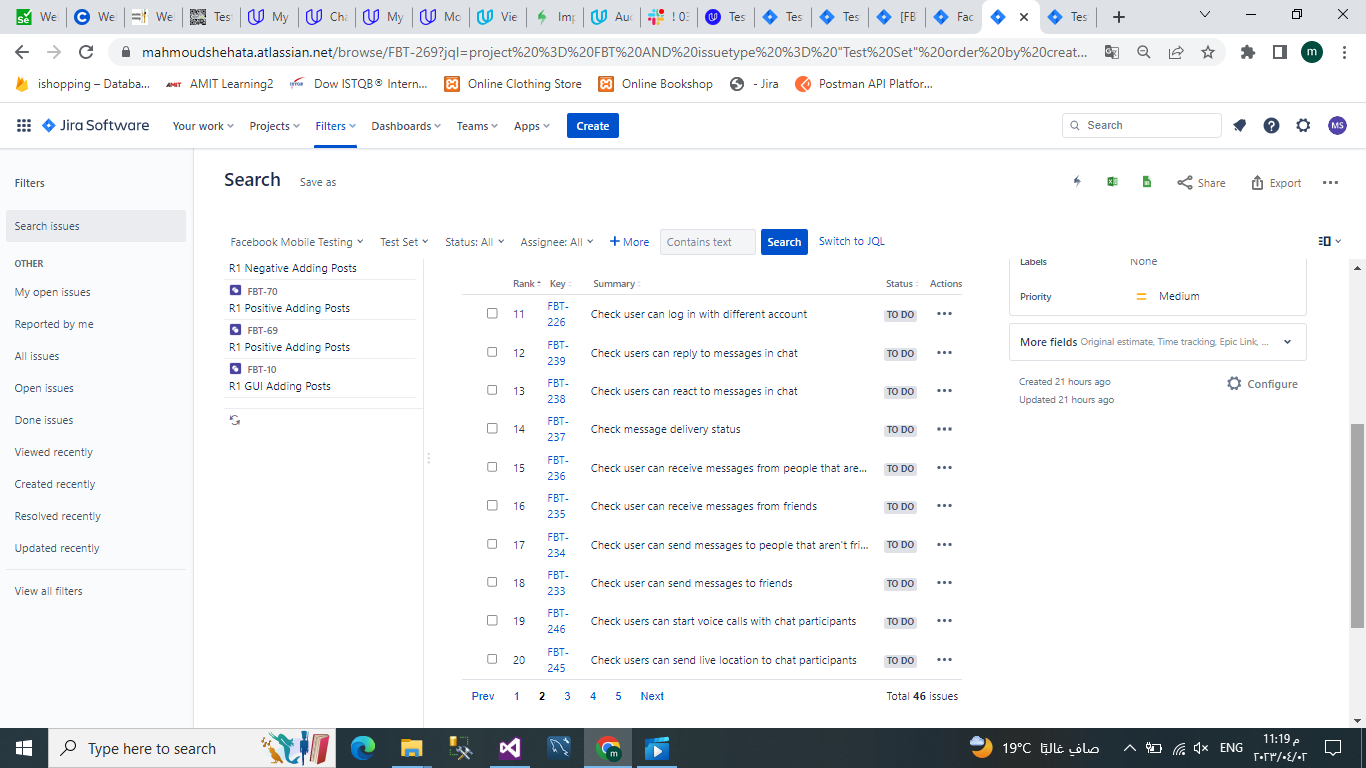 We We We Test My Cha My Mo Vie Imp Aud ! 03 Tes Tes Tes [FB Fac Tes
mahmoudshehata.atlassian.net/browse/FBT-269?jql=project%20%3D%20FBT%20AND%20issuetype%20%3D%20"Test%20Set"%20order%20by%20creat...
m
ishopping – Databa... AMIT Learning2 Dow ISTQB® Intern... Online Clothing Store Online Bookshop - Jira Postman API Platfor...
Jira Software Your work Projects Filters Dashboards Teams Apps Create Search MS
Filters
Search issues
OTHER
My open issues
Reported by me
All issues
Open issues
Done issues
Viewed recently
Created recently
Resolved recently
Updated recently
View all filters
Search Save as Share Export
Facebook Mobile Testing Test Set Status: All Assignee: All + More Contains text Search Switch to JQL
R1 Negative Adding Posts
FBT-70
R1 Positive Adding Posts
FBT-69
R1 Positive Adding Posts
FBT-10
R1 GUI Adding Posts
Rank Key Summary Status Actions
11 FBT-226 Check user can log in with different account TO DO
12 FBT-239 Check users can reply to messages in chat TO DO
13 FBT-238 Check users can react to messages in chat TO DO
14 FBT-237 Check message delivery status TO DO
15 FBT-236 Check user can receive messages from people that are... TO DO
16 FBT-235 Check user can receive messages from friends TO DO
17 FBT-234 Check user can send messages to people that aren't fri... TO DO
18 FBT-233 Check user can send messages to friends TO DO
19 FBT-246 Check users can start voice calls with chat participants TO DO
20 FBT-245 Check users can send live location to chat participants TO DO
Prev 1 2 3 4 5 Next Total 46 issues
Labels None
Priority Medium
More fields Original estimate, Time tracking, Epic Link, ...
Created 21 hours ago Configure
Updated 21 hours ago
Type here to search
19°C صاف غالبًا ENG
11:19 م
٢٠٢٣/٠٤/٠٢